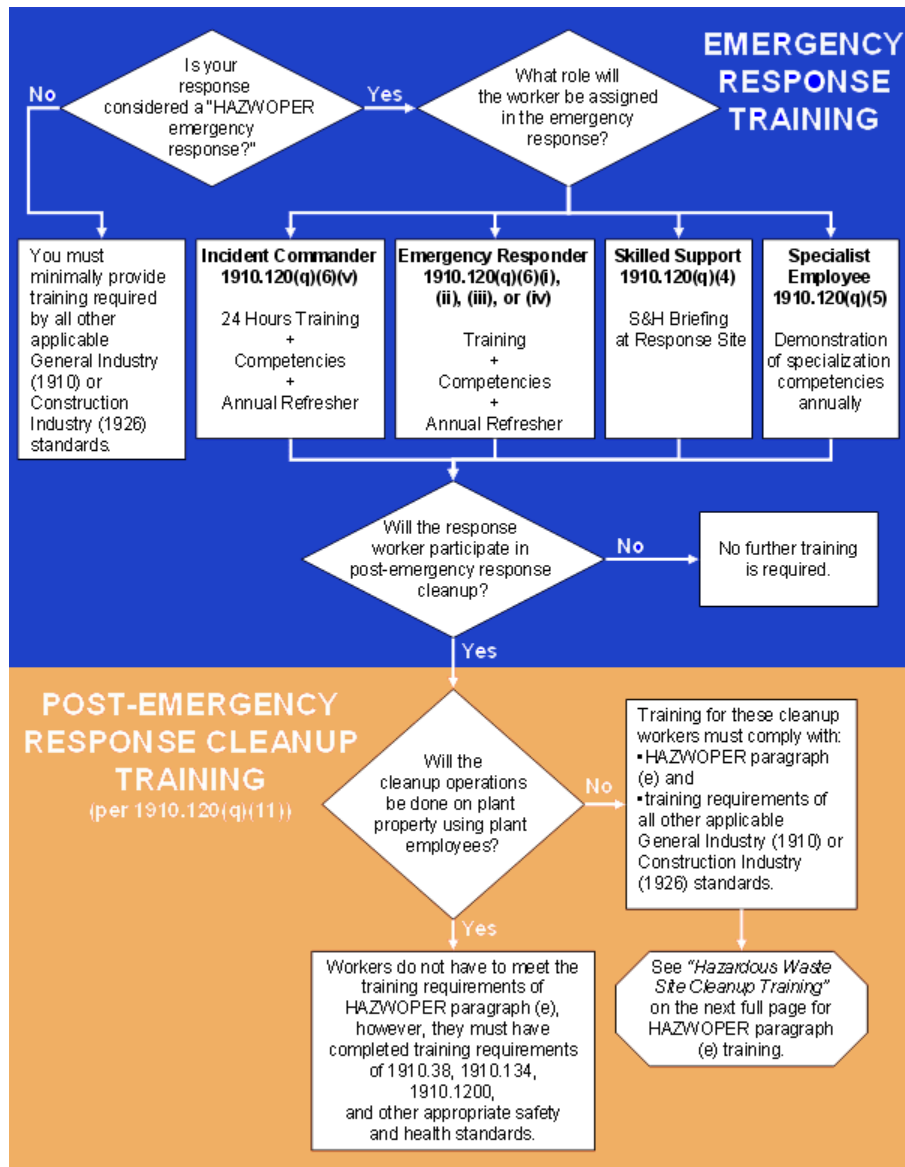 EMERGENCY
RESPONSE
TRAINING
Is your
response
considered a "HAZWOPER
emergency
response?"
No
Yes
What role will
the worker be assigned
in the emergency
response?
You must
minimally provide
training required
by all other
applicable
General Industry
(1910) or
Construction
Industry (1926)
standards.
Incident Commander
1910.120(q)(6)(v)
24 Hours Training
+
Competencies
+
Annual Refresher
Emergency Responder
1910.120(q)(6)(i),
(ii), (iii), or (iv)
Training
+
Competencies
+
Annual Refresher
Skilled Support
1910.120(q)(4)
S&H Briefing
at Response Site
Specialist
Employee
1910.120(q)(5)
Demonstration
of specialization
competencies
annually
Will the response
worker participate in
post-emergency response
cleanup?
No
No further training
is required.
Yes
POST-EMERGENCY
RESPONSE CLEANUP
TRAINING
(per 1910.120(q)(11))
Will the
cleanup operations
be done on plant
property using plant
employees?
No
Training for these cleanup
workers must comply with:
▪HAZWOPER paragraph
(e) and
▪training requirements of
all other applicable
General Industry (1910) or
Construction Industry
(1926) standards.
Yes
Workers do not have to meet the
training requirements of
HAZWOPER paragraph (e),
however, they must have
completed training requirements
of 1910.38, 1910.134,
1910.1200,
and other appropriate safety
and health standards.
See "Hazardous Waste
Site Cleanup Training"
on the next full page for
HAZWOPER paragraph
(e) training.